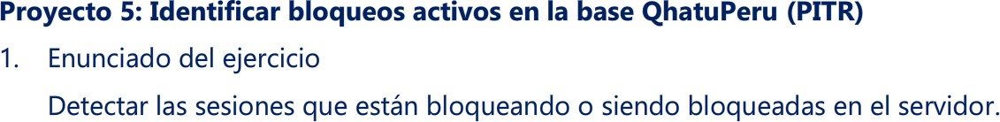 Proyecto 5: Identificar bloqueos activos en la base QhatuPeru (PITR)
1. Enunciado del ejercicio
Detectar las sesiones que están bloqueando o siendo bloqueadas en el servidor.